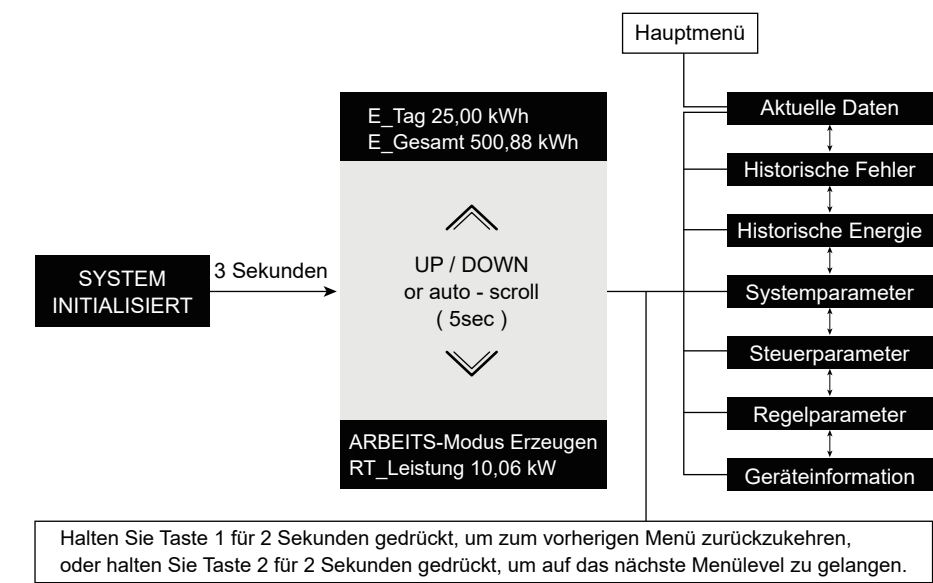 Hauptmenü
E_Tag 25,00 kWh
E_Gesamt 500,88 kWh
SYSTEM
INITIALISIERT
3 Sekunden
UP / DOWN
or auto - scroll
( 5sec )
ARBEITS-Modus Erzeugen
RT_Leistung 10,06 kW
Aktuelle Daten
Historische Fehler
Historische Energie
Systemparameter
Steuerparameter
Regelparameter
Geräteinformation
Halten Sie Taste 1 für 2 Sekunden gedrückt, um zum vorherigen Menü zurückzukehren,
oder halten Sie Taste 2 für 2 Sekunden gedrückt, um auf das nächste Menülevel zu gelangen.